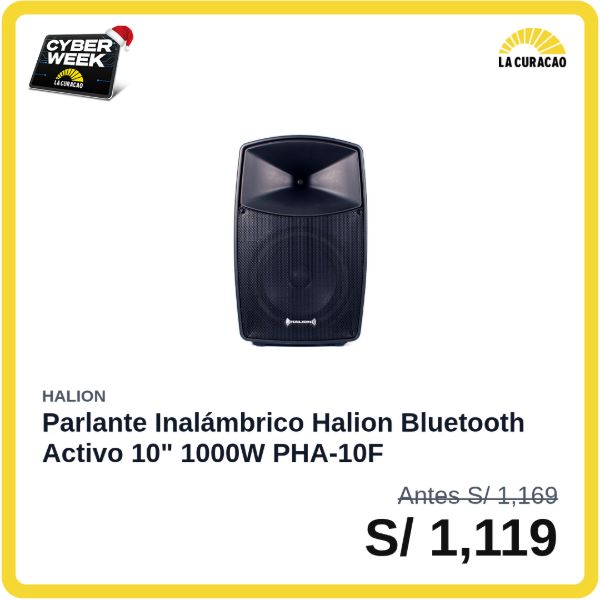 CYBER
WEEK
LA CURACAO
LA CURACAO
HALION
HALION
Parlante Inalámbrico Halion Bluetooth
Activo 10" 1000W PHA-10F
Antes S/ 1,169
S/ 1,119